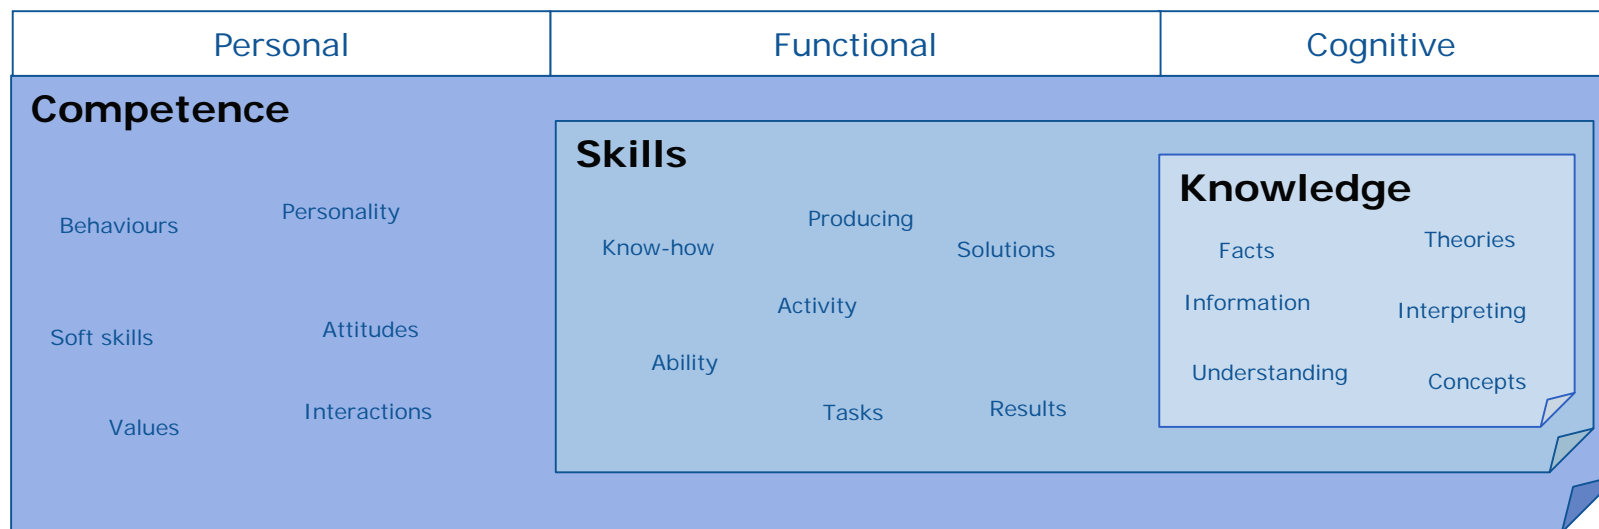 Personal
Functional
Cognitive
Competence
Behaviours
Personality
Soft skills
Attitudes
Values
Interactions
Skills
Know-how
Producing
Solutions
Activity
Ability
Tasks
Results
Knowledge
Facts
Theories
Information
Interpreting
Understanding
Concepts